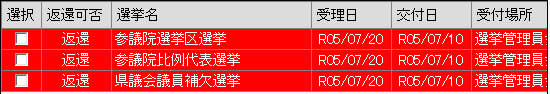 選択 返還可否 選挙名 受理日 交付日 受付場所
返還 参議院選挙区選挙 R05/07/20 R05/07/10 選挙管理委員
返還 参議院比例代表選挙 R05/07/20 R05/07/10 選挙管理委員
返還 県議会議員補欠選挙 R05/07/20 R05/07/10 選挙管理委員